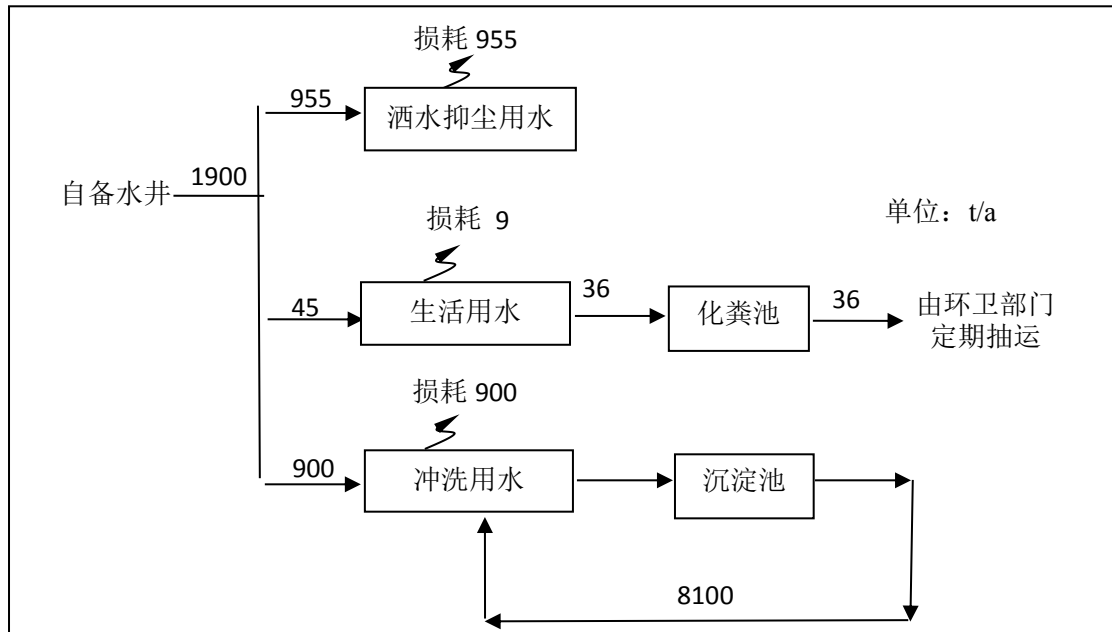 损耗 955
955
洒水抑尘用水
自备水井
1900
单位：t/a
损耗 9
45
生活用水
36
化粪池
36
由环卫部门
定期抽运
损耗 900
900
冲洗用水
沉淀池
8100